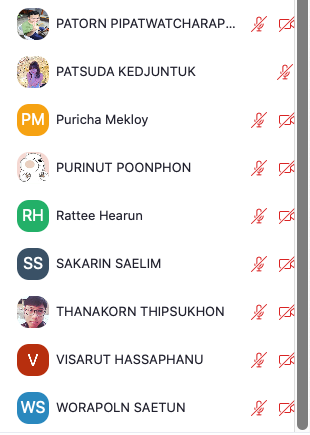 PATORN PIPATWATCHARAP...
PATSUDA KEDJUNTUK
PM Puricha Mekloy
PURINUT POONPHON
RH Rattee Hearun
SS SAKARIN SAELIM
THANAKORN THIPSUKHON
V VISARUT HASSAPHANU
WS WORAPOLN SAETUN